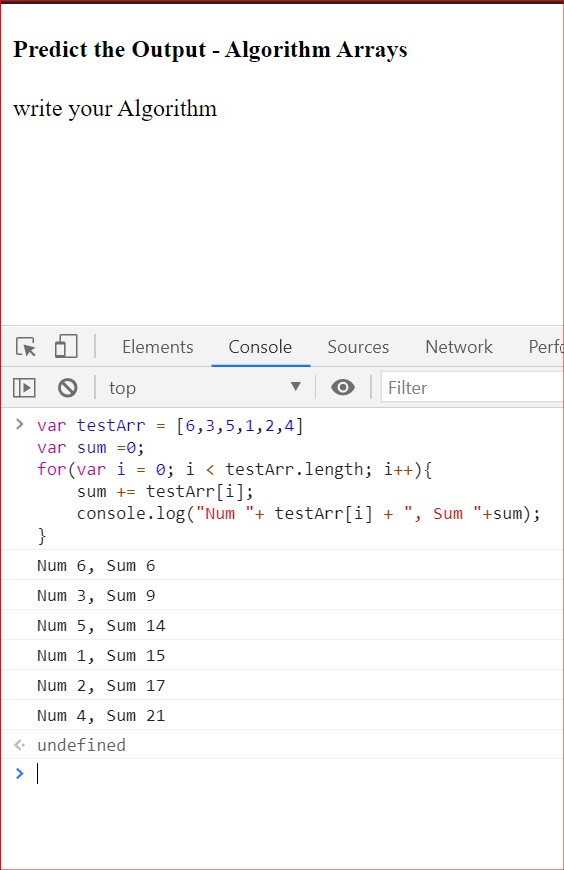 Predict the Output - Algorithm Arrays
write your Algorithm
Elements Console Sources Network Perfo
top Filter
> var testArr = [6,3,5,1,2,4]
var sum =0;
for(var i = 0; i < testArr.length; i++){
    sum += testArr[i];
    console.log("Num "+ testArr[i] + ", Sum "+sum);
}
Num 6, Sum 6
Num 3, Sum 9
Num 5, Sum 14
Num 1, Sum 15
Num 2, Sum 17
Num 4, Sum 21
undefined
>